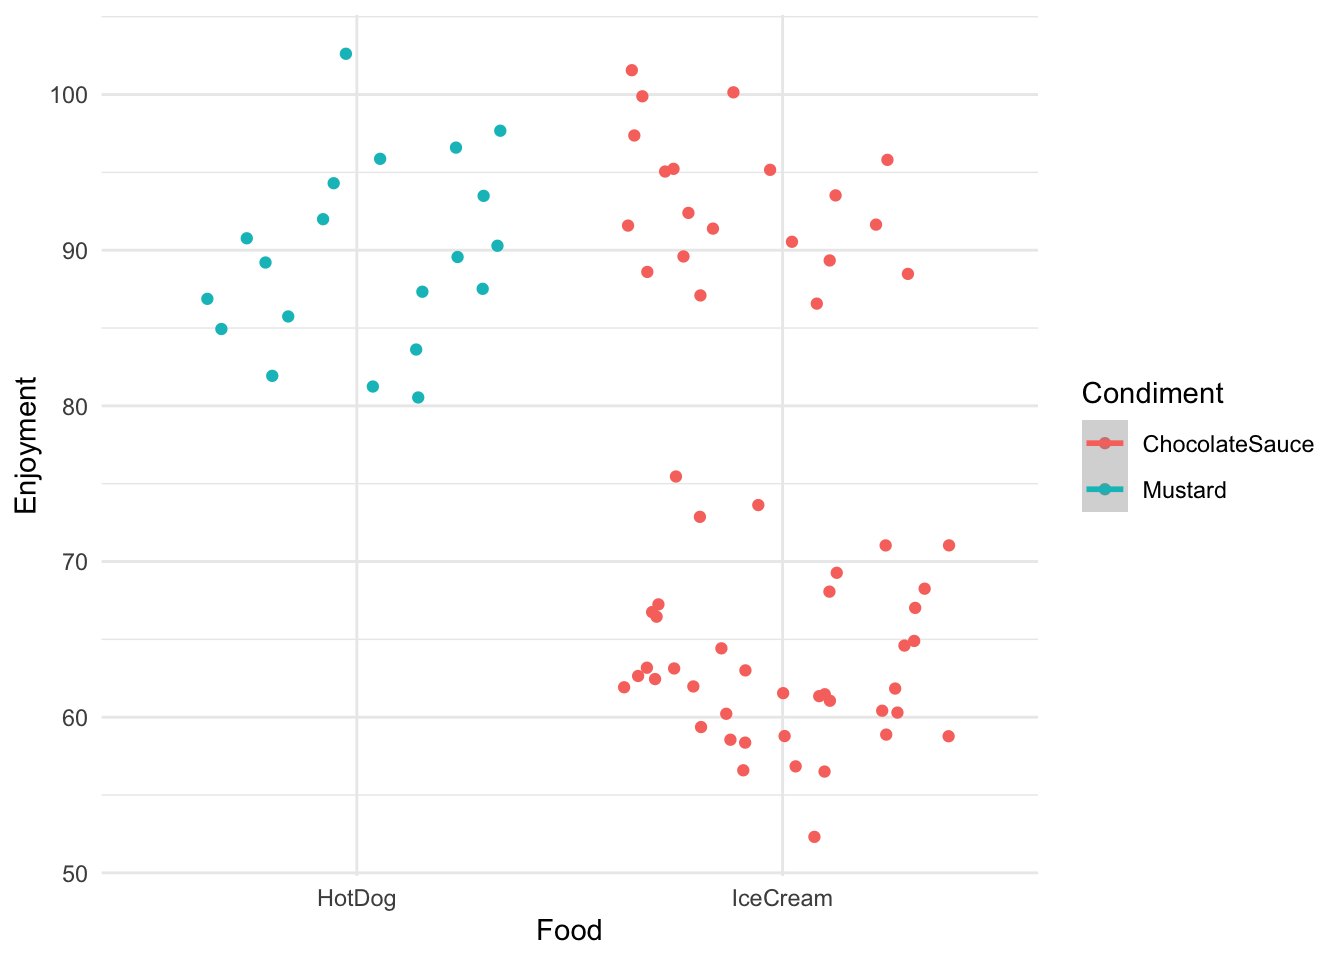 100
90
80
70
60
50
Enjoyment
HotDog
IceCream
Food
Condiment
ChocolateSauce
Mustard